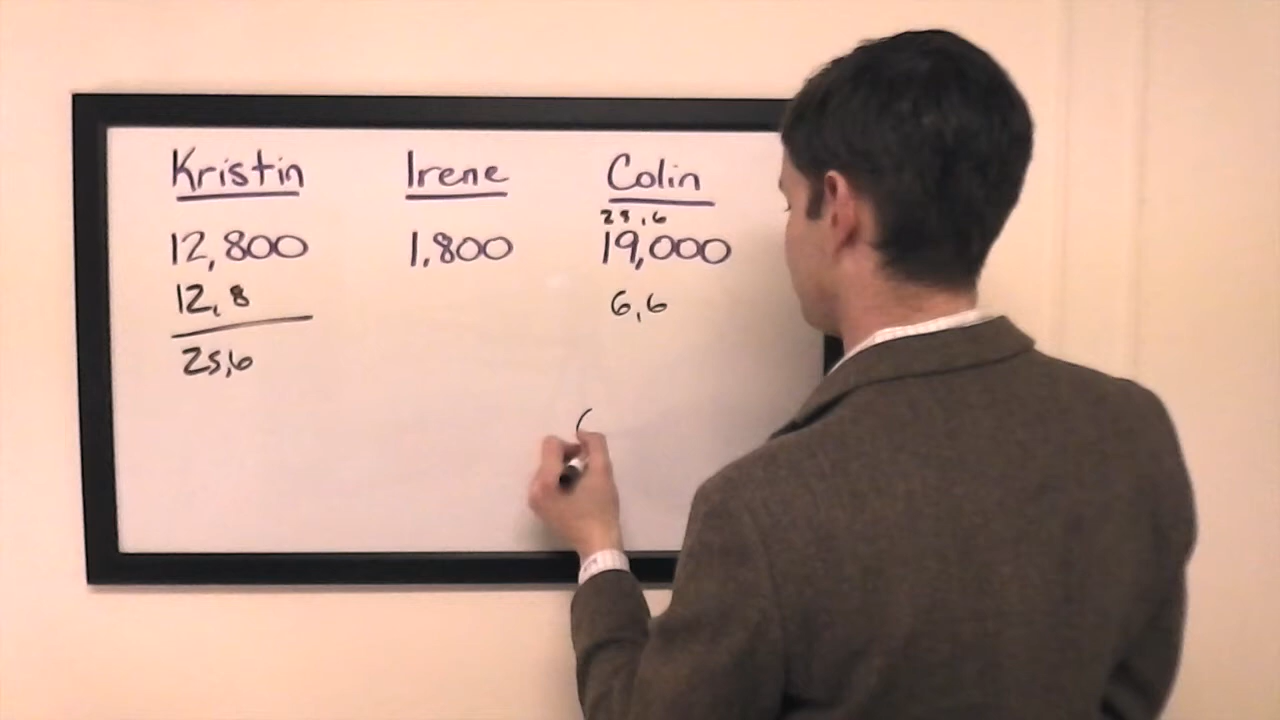 Kristin Irene Colin
25,6
12,800 1,800 19,000
12,8 6,6
25,6